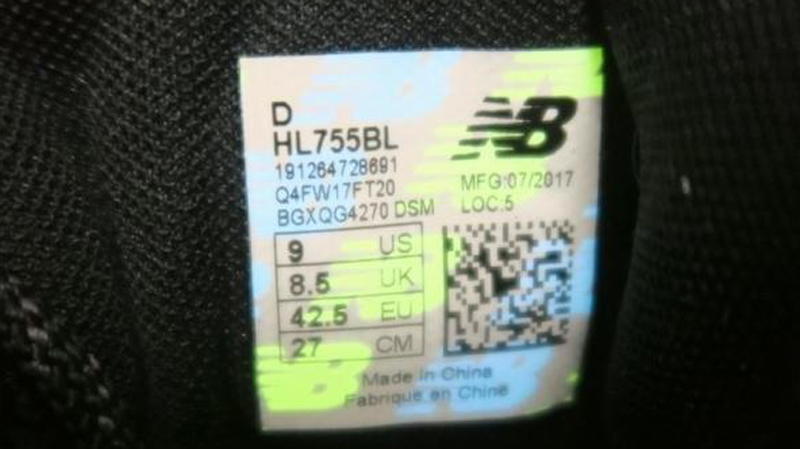 D
NB
HL755BL
191264728691
Q4FW17FT20
MFG:07/2017
BGXQG4270 DSM
LOC:5
9 US
8.5 UK
42.5 EU
27 CM
Made in China
Fabriqué en Chine